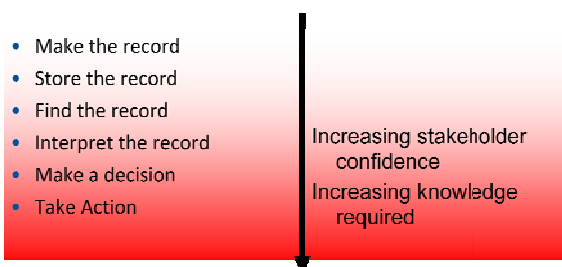 • Make the record
• Store the record
• Find the record
• Interpret the record
• Make a decision
• Take Action
Increasing stakeholder
confidence
Increasing knowledge
required